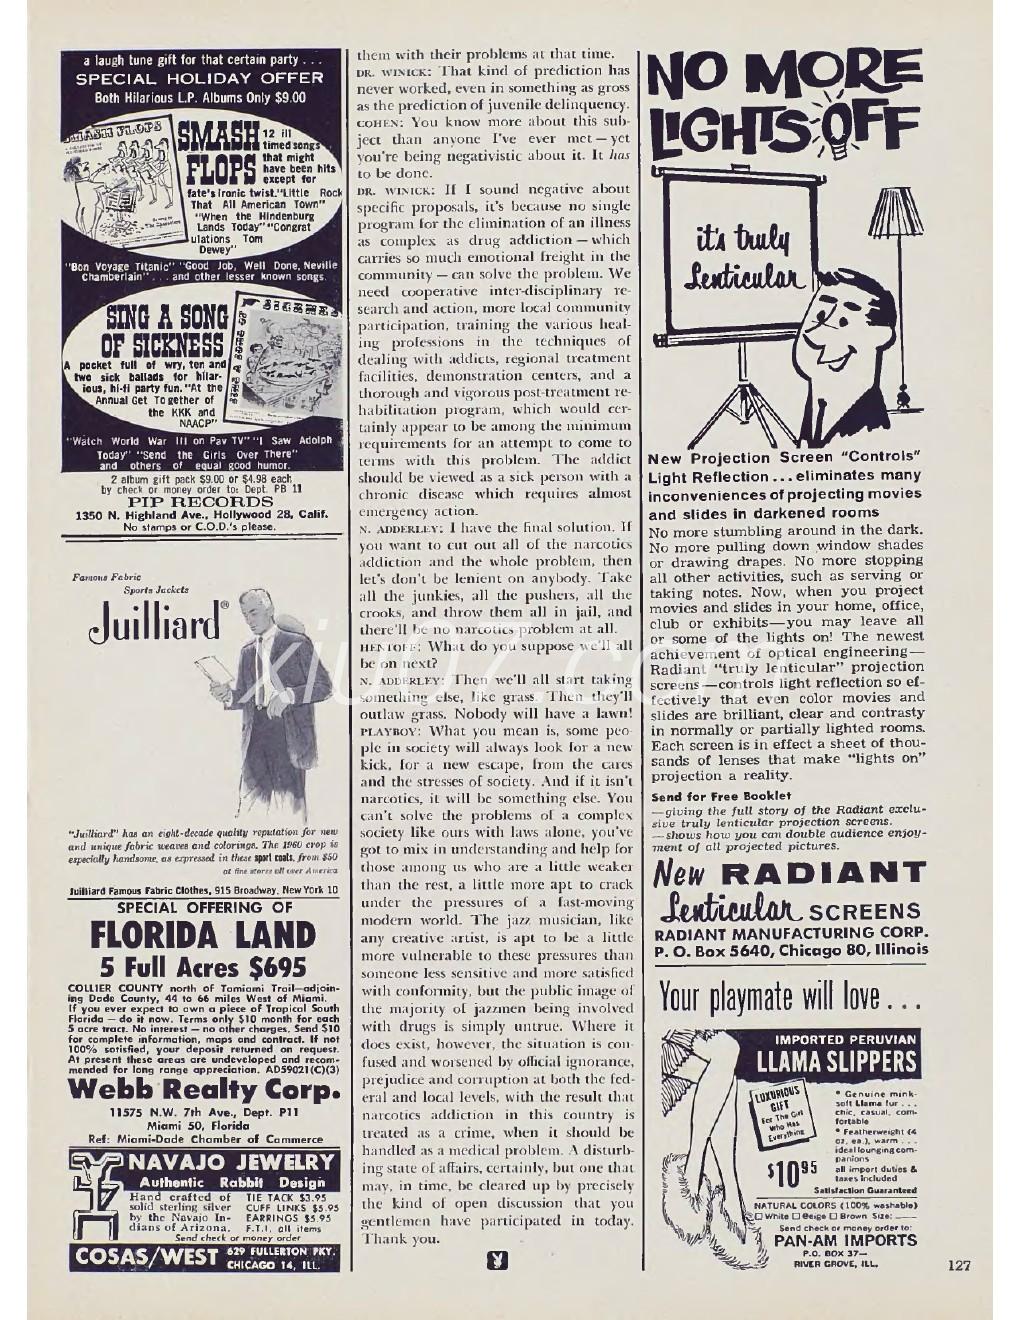 a laugh tune gift for that certain party . . .
SPECIAL HOLIDAY OFFER
Both Hilarious L.P. Albums Only $9.00
SMASH FLOPS
SMASH
FLOPS
12 ill
timed songs
that might
have been hits
except for
fate's ironic twist. "Little Rock
That All American Town"
"When the Hindenburg
Lands Today" "Congrat
ulations Tom
Dewey"
"Bon Voyage Titanic" "Good Job, Well Done, Neville
Chamberlain" . . . and other lesser known songs.
SING A SONG
OF SICKNESS
A pocket full of wry, ten and
two sick ballads for hilar-
ious, hi-fi party fun. "At the
Annual Get Together of
the KKK and
NAACP"
"Watch World War III on Pay TV" "I Saw Adolph
Today" "Send the Girls Over There"
and others of equal good humor.
2 album gift pack $9.00 or $4.98 each
by check or money order to: Dept. PB 11
PIP RECORDS
1350 N. Highland Ave., Hollywood 28, Calif.
No stamps or C.O.D.'s please.
Famous Fabric
Sports Jackets
Juilliard®
"Juilliard" has an eight-decade quality reputation for new
and unique fabric weaves and colorings. The 1960 crop is
especially handsome, as expressed in these sport coats, from $50
at fine stores all over America
Juilliard Famous Fabric Clothes, 915 Broadway, New York 10
SPECIAL OFFERING OF
FLORIDA LAND
5 Full Acres $695
COLLIER COUNTY north of Tamiami Trail—adjoin-
ing Dade County, 44 to 66 miles West of Miami.
If you ever expect to own a piece of Tropical South
Florida — do it now. Terms only $10 month for each
5 acre tract. No interest — no other charges. Send $10
for complete information, maps and contract. If not
100% satisfied, your deposit returned on request.
At present these areas are undeveloped and recom-
mended for long range appreciation. AD59021(C)(3)
Webb Realty Corp.
11575 N.W. 7th Ave., Dept. P11
Miami 50, Florida
Ref: Miami-Dade Chamber of Commerce
NAVAJO JEWELRY
Authentic Rabbit Design
Hand crafted of
solid sterling silver
by the Navajo In-
dians of Arizona.
TIE TACK $3.95
CUFF LINKS $5.95
EARRINGS $5.95
F.T.I. all items
Send check or money order
COSAS/WEST 629 FULLERTON PKY.
CHICAGO 14, ILL.
them with their problems at that time.
DR. WINICK: That kind of prediction has
never worked, even in something as gross
as the prediction of juvenile delinquency.
COHEN: You know more about this sub-
ject than anyone I've ever met — yet
you're being negativistic about it. It has
to be done.
DR. WINICK: If I sound negative about
specific proposals, it's because no single
program for the elimination of an illness
as complex as drug addiction — which
carries so much emotional freight in the
community — can solve the problem. We
need cooperative inter-disciplinary re-
search and action, more local community
participation, training the various heal-
ing professions in the techniques of
dealing with addicts, regional treatment
facilities, demonstration centers, and a
thorough and vigorous post-treatment re-
habilitation program, which would cer-
tainly appear to be among the minimum
requirements for an attempt to come to
terms with this problem. The addict
should be viewed as a sick person with a
chronic disease which requires almost
emergency action.
N. ADDERLEY: I have the final solution. If
you want to cut out all of the narcotics
addiction and the whole problem, then
let's don't be lenient on anybody. Take
all the junkies, all the pushers, all the
crooks, and throw them all in jail, and
there'll be no narcotics problem at all.
HENTOFF: What do you suppose we'll all
be on next?
N. ADDERLEY: Then we'll all start taking
something else, like grass. Then they'll
outlaw grass. Nobody will have a lawn!
PLAYBOY: What you mean is, some peo-
ple in society will always look for a new
kick, for a new escape, from the cares
and the stresses of society. And if it isn't
narcotics, it will be something else. You
can't solve the problems of a complex
society like ours with laws alone, you've
got to mix in understanding and help for
those among us who are a little weaker
than the rest, a little more apt to crack
under the pressures of a fast-moving
modern world. The jazz musician, like
any creative artist, is apt to be a little
more vulnerable to these pressures than
someone less sensitive and more satisfied
with conformity, but the public image of
the majority of jazzmen being involved
with drugs is simply untrue. Where it
does exist, however, the situation is con-
fused and worsened by official ignorance,
prejudice and corruption at both the fed-
eral and local levels, with the result that
narcotics addiction in this country is
treated as a crime, when it should be
handled as a medical problem. A disturb-
ing state of affairs, certainly, but one that
may, in time, be cleared up by precisely
the kind of open discussion that you
gentlemen have participated in today.
Thank you.
NO MORE
LIGHTS OFF
it's truly
Lenticular
New Projection Screen "Controls"
Light Reflection . . . eliminates many
inconveniences of projecting movies
and slides in darkened rooms
No more stumbling around in the dark.
No more pulling down window shades
or drawing drapes. No more stopping
all other activities, such as serving or
taking notes. Now, when you project
movies and slides in your home, office,
club or exhibits—you may leave all
or some of the lights on! The newest
achievement of optical engineering—
Radiant "truly lenticular" projection
screens—controls light reflection so ef-
fectively that even color movies and
slides are brilliant, clear and contrasty
in normally or partially lighted rooms.
Each screen is in effect a sheet of thou-
sands of lenses that make "lights on"
projection a reality.
Send for Free Booklet
—giving the full story of the Radiant exclu-
sive truly lenticular projection screens.
—shows how you can double audience enjoy-
ment of all projected pictures.
New RADIANT
Lenticular SCREENS
RADIANT MANUFACTURING CORP.
P. O. Box 5640, Chicago 80, Illinois
Your playmate will love . . .
IMPORTED PERUVIAN
LLAMA SLIPPERS
LUXURIOUS
GIFT
For The Girl
Who Has
Everything
$10.95
* Genuine mink-
soft Llama fur . . .
chic, casual, com-
fortable
* Featherweight (4
oz. ea.), warm . . .
ideal lounging com-
panions
all import duties &
taxes included
Satisfaction Guaranteed
NATURAL COLORS (100% washable)
☐ White ☐ Beige ☐ Brown Size: ——
Send check or money order to:
PAN-AM IMPORTS
P.O. BOX 37—
RIVER GROVE, ILL.
127